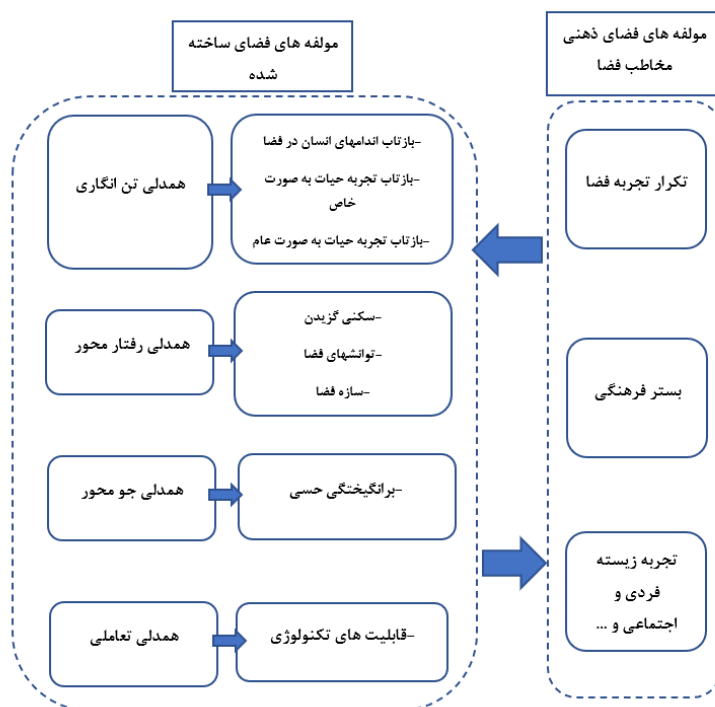 مولفه های فضای ذهنی
مخاطب فضا
تکرار تجربه فضا
بستر فرهنگی
تجربه زیسته
فردی و
اجتماعی و ...
مولفه های فضای ساخته
شده
همدلی تن انگاری
-بازتاب اندامهای انسان در فضا
-بازتاب تجربه حیات به صورت
خاص
-بازتاب تجربه حیات به صورت عام
همدلی رفتار محور
-سکنی گزیدن
-توانشهای فضا
-سازه فضا
همدلی جو محور
-برانگیختگی حسی
همدلی تعاملی
-قابلیت های تکنولوژی